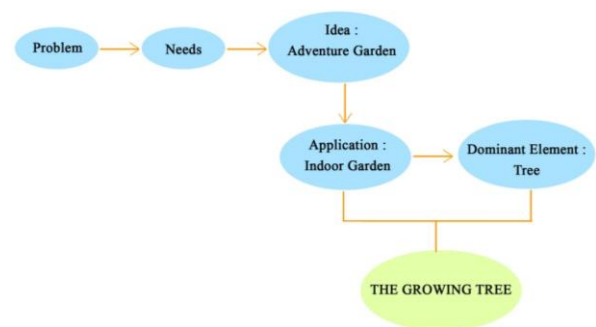 Problem
Needs
Idea :
Adventure Garden
Application :
Indoor Garden
Dominant Element :
Tree
THE GROWING TREE